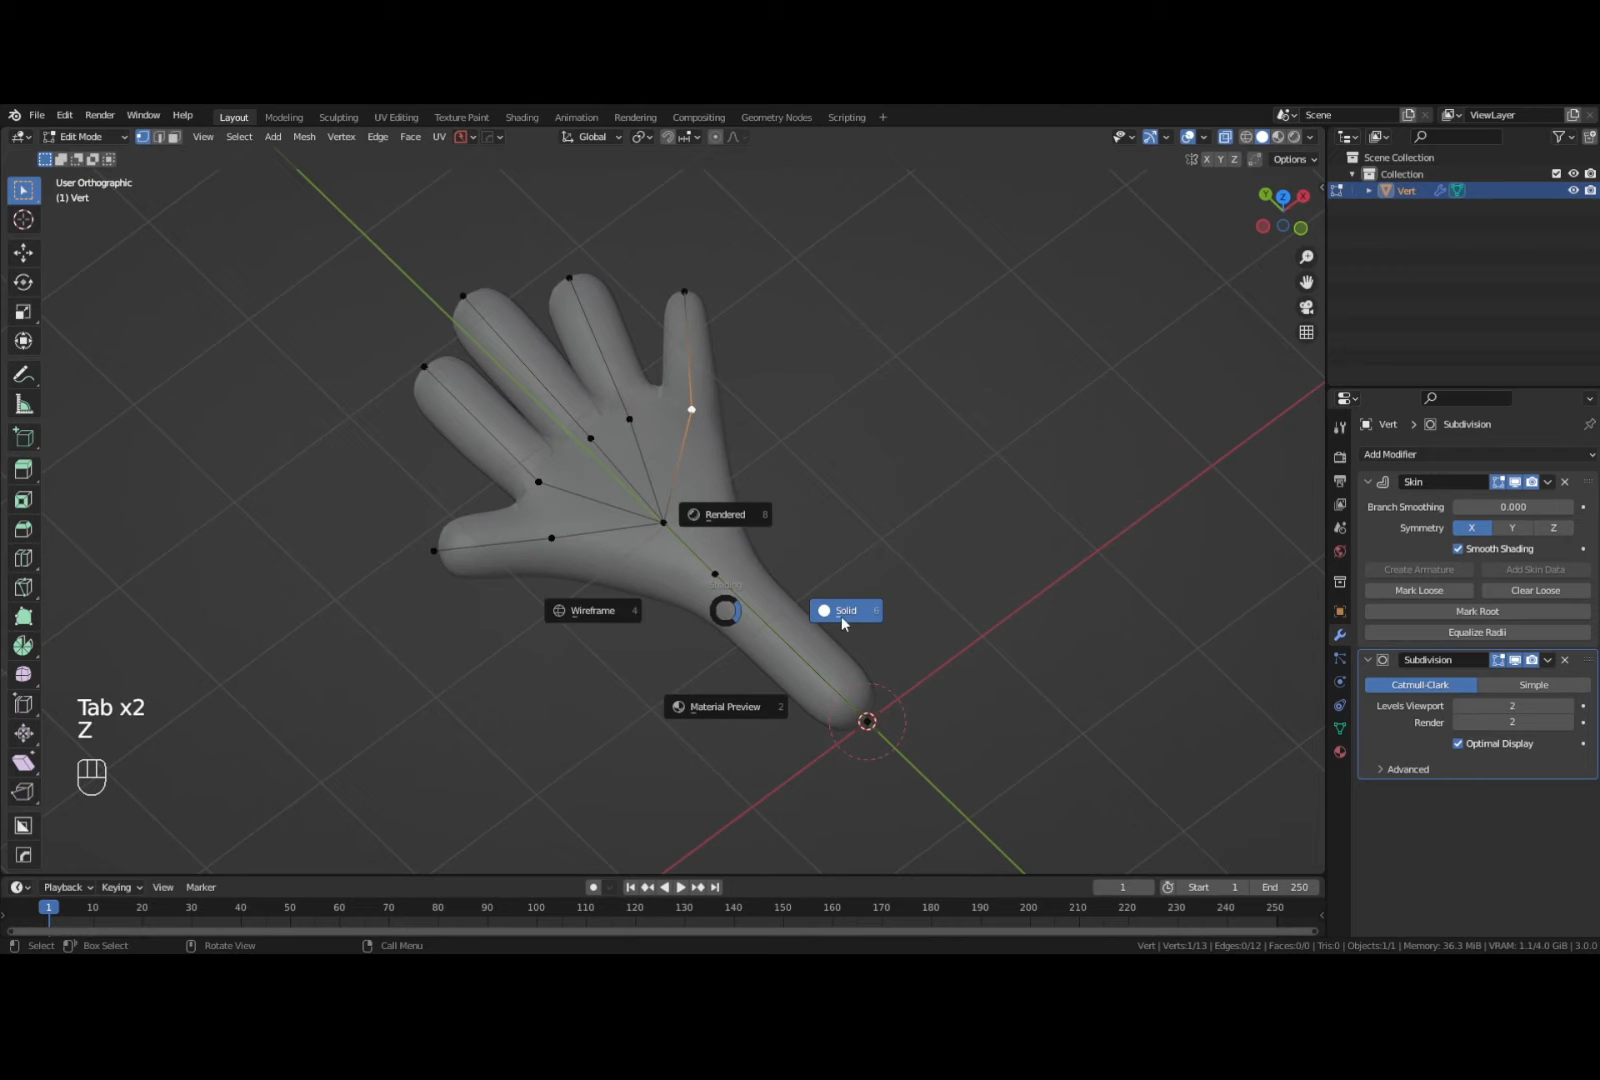 File Edit Render Window Help Layout Modeling Sculpting UV Editing Texture Paint Shading Animation Rendering Compositing Geometry Nodes Scripting + Scene ViewLayer
Edit Mode View Select Add Mesh Vertex Edge Face UV Global
X Y Z Options
Scene Collection
Collection
Vert
User Orthographic
(1) Vert
Y Z X
Vert > Subdivision
Add Modifier
Skin
Branch Smoothing 0.000
Symmetry X Y Z
Smooth Shading
Create Armature Add Skin Data
Mark Loose Clear Loose
Mark Root
Equalize Radii
Subdivision
Catmull-Clark Simple
Levels Viewport 2
Render 2
Optimal Display
Advanced
Rendered 8
Shading
Wireframe 4
Solid 6
Material Preview 2
Tab x2
Z
Playback Keying View Marker 1 Start 1 End 250
1 10 20 30 40 50 60 70 80 90 100 110 120 130 140 150 160 170 180 190 200 210 220 230 240 250
Select Box Select Rotate View Call Menu Vert | Verts:1/13 | Edges:0/12 | Faces:0/0 | Tris:0 | Objects:1/1 | Memory: 36.3 MiB | VRAM: 1.1/4.0 GiB | 3.0.0